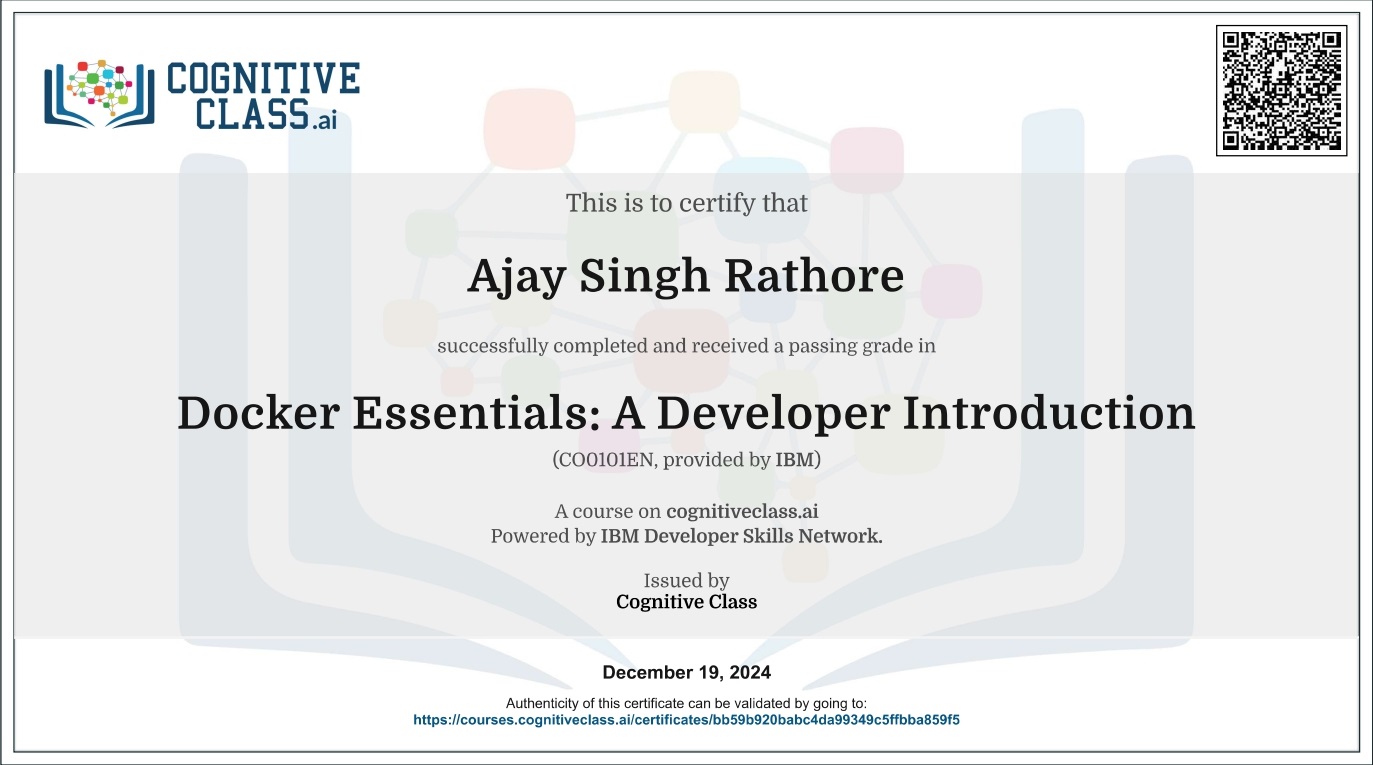 COGNITIVE
CLASS.ai
This is to certify that
Ajay Singh Rathore
successfully completed and received a passing grade in
Docker Essentials: A Developer Introduction
(CO0101EN, provided by IBM)
A course on cognitiveclass.ai
Powered by IBM Developer Skills Network.
Issued by
Cognitive Class
December 19, 2024
Authenticity of this certificate can be validated by going to:
https://courses.cognitiveclass.ai/certificates/bb59b920babc4da99349c5ffbba859f5